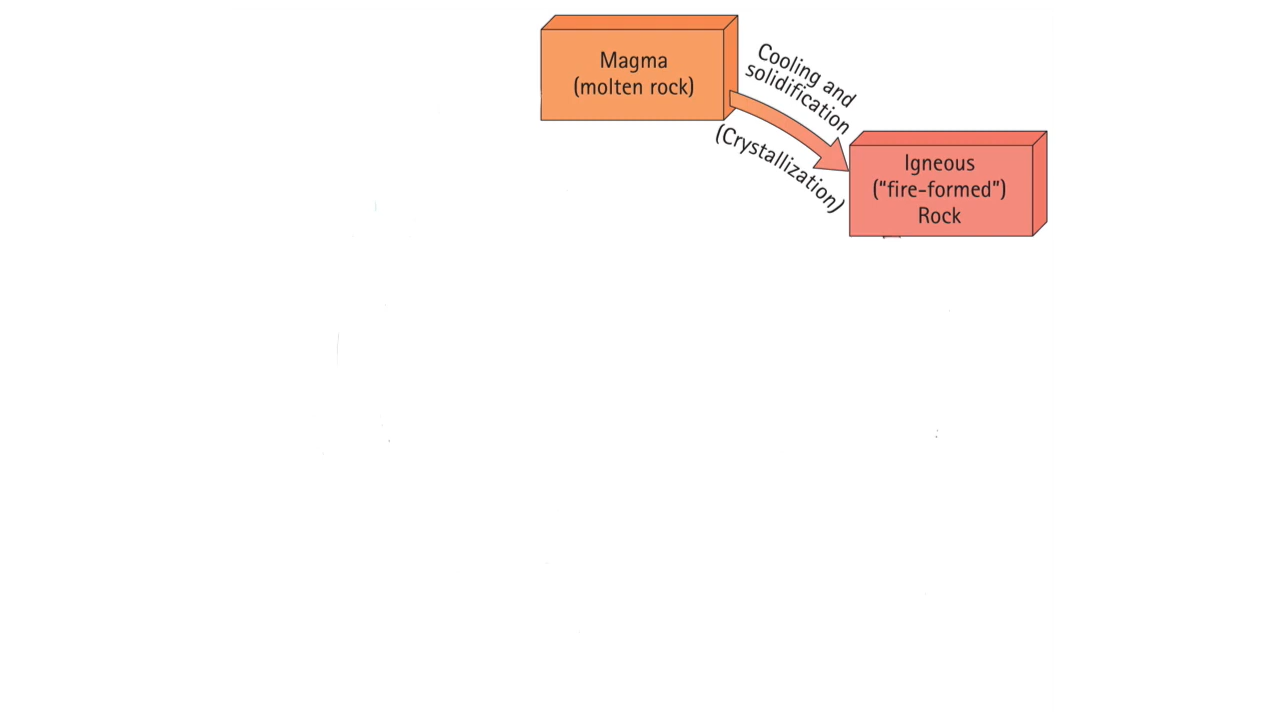 Magma
(molten rock)
Cooling and
solidification
(Crystallization)
Igneous
(“fire-formed”)
Rock